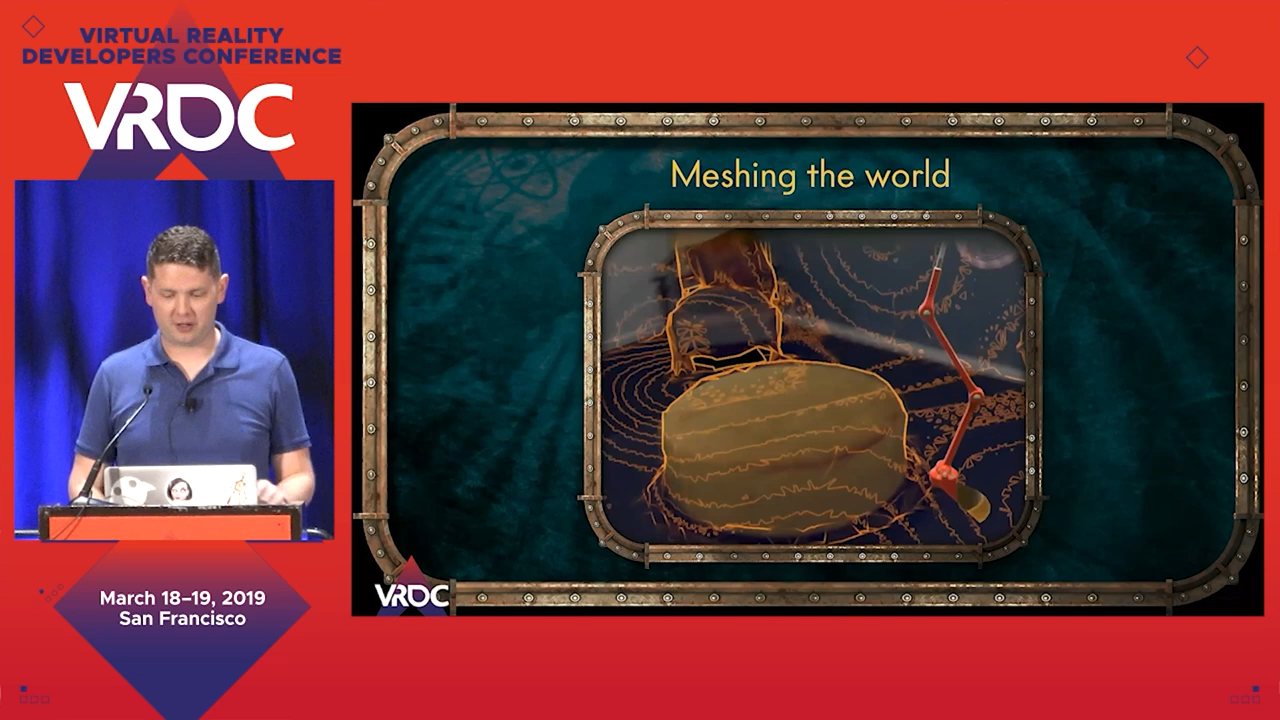 VIRTUAL REALITY
DEVELOPERS CONFERENCE
VRDC
Meshing the world
VRDC
March 18–19, 2019
San Francisco